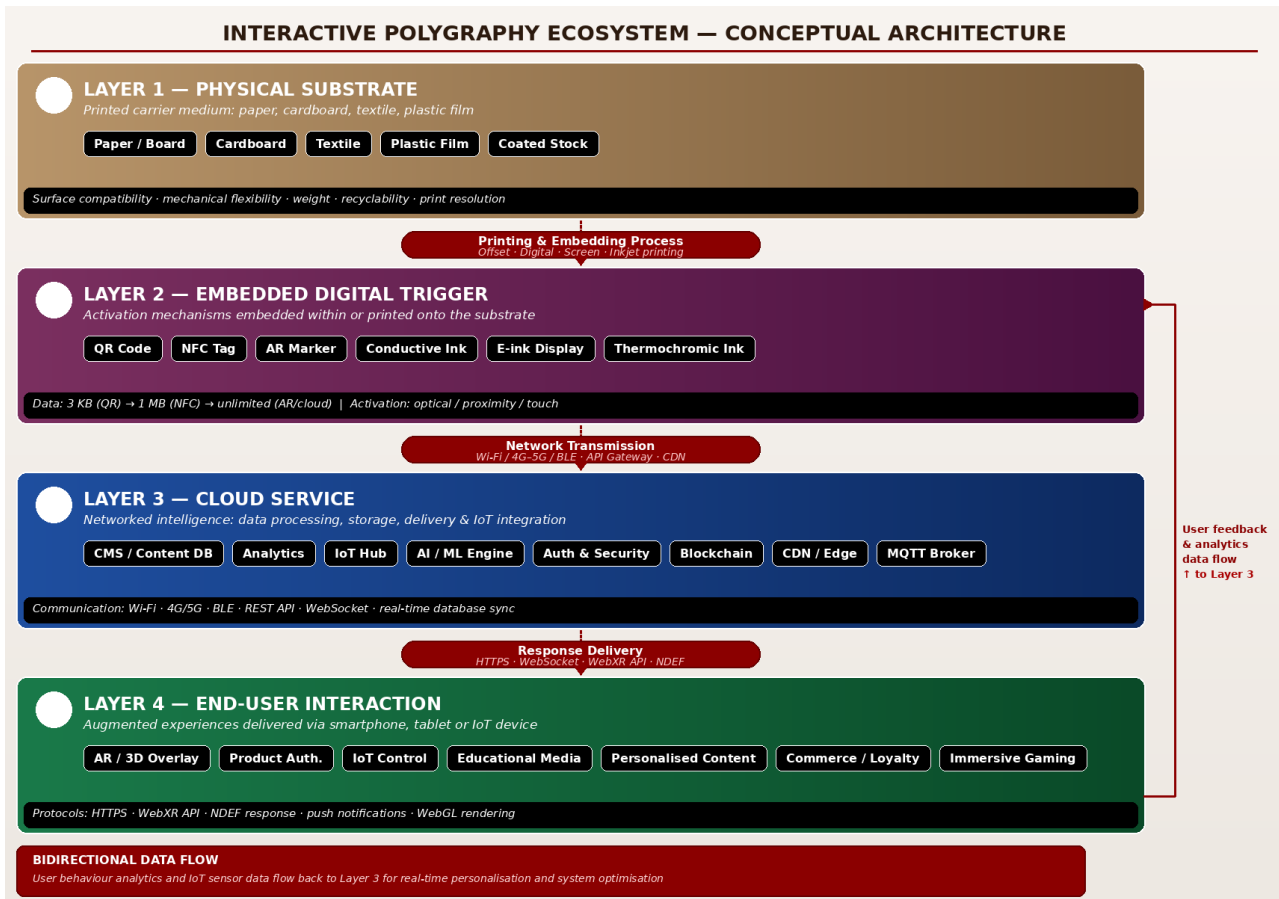 INTERACTIVE POLYGRAPHY ECOSYSTEM — CONCEPTUAL ARCHITECTURE
LAYER 1 — PHYSICAL SUBSTRATE
Printed carrier medium: paper, cardboard, textile, plastic film
Paper / Board
Cardboard
Textile
Plastic Film
Coated Stock
Surface compatibility · mechanical flexibility · weight · recyclability · print resolution
Printing & Embedding Process
Offset · Digital · Screen · Inkjet printing
LAYER 2 — EMBEDDED DIGITAL TRIGGER
Activation mechanisms embedded within or printed onto the substrate
QR Code
NFC Tag
AR Marker
Conductive Ink
E-ink Display
Thermochromic Ink
Data: 3 KB (QR) → 1 MB (NFC) → unlimited (AR/cloud) | Activation: optical / proximity / touch
Network Transmission
Wi-Fi / 4G–5G / BLE · API Gateway · CDN
LAYER 3 — CLOUD SERVICE
Networked intelligence: data processing, storage, delivery & IoT integration
CMS / Content DB
Analytics
IoT Hub
AI / ML Engine
Auth & Security
Blockchain
CDN / Edge
MQTT Broker
Communication: Wi-Fi · 4G/5G · BLE · REST API · WebSocket · real-time database sync
User feedback
& analytics
data flow
↑ to Layer 3
Response Delivery
HTTPS · WebSocket · WebXR API · NDEF
LAYER 4 — END-USER INTERACTION
Augmented experiences delivered via smartphone, tablet or IoT device
AR / 3D Overlay
Product Auth.
IoT Control
Educational Media
Personalised Content
Commerce / Loyalty
Immersive Gaming
Protocols: HTTPS · WebXR API · NDEF response · push notifications · WebGL rendering
BIDIRECTIONAL DATA FLOW
User behaviour analytics and IoT sensor data flow back to Layer 3 for real-time personalisation and system optimisation